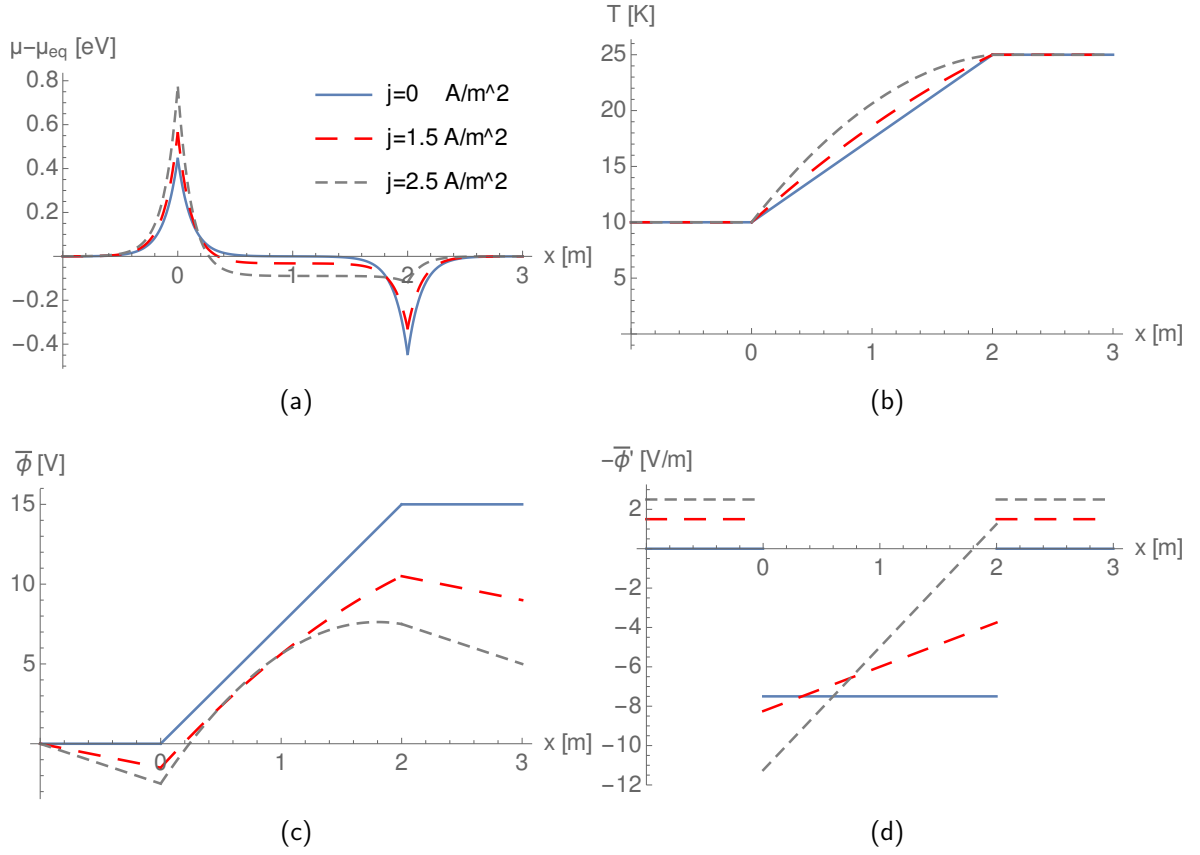 μ−μeq [eV]
0.8
0.6
0.4
0.2
−0.2
−0.4
0
1
2
3
x [m]
j=0 A/m^2
j=1.5 A/m^2
j=2.5 A/m^2
(a)
T [K]
25
20
15
10
5
0
1
2
3
x [m]
(b)
ϕ̅ [V]
15
10
5
0
1
2
3
x [m]
(c)
−ϕ̅' [V/m]
2
−2
−4
−6
−8
−10
−12
0
1
2
3
x [m]
(d)